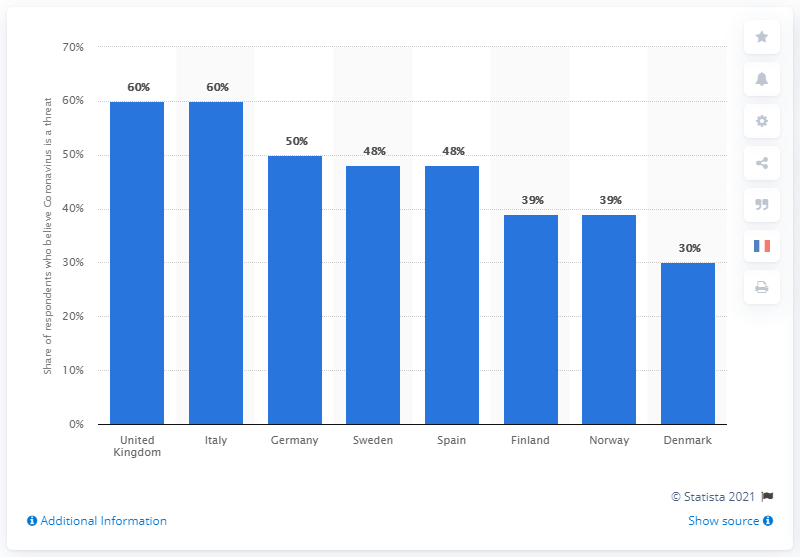 70%
60%
50%
40%
30%
20%
10%
0%
Share of respondents who believe Coronavirus is a threat
60%
60%
50%
48%
48%
39%
39%
30%
United Kingdom
Italy
Germany
Sweden
Spain
Finland
Norway
Denmark
© Statista 2021
Additional Information
Show source